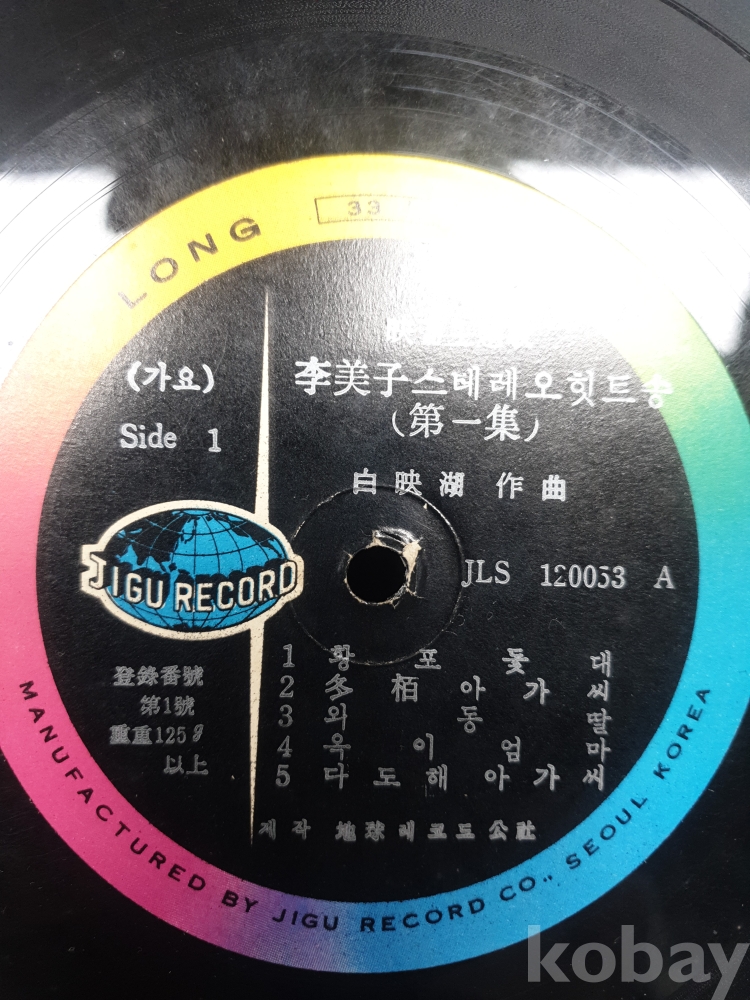 LONG 33
(가요)
Side 1
李美子스테레오힛트송
(第一集)
白映湖 作曲
JIGU RECORD
JLS 120053 A
1 황포돛대
2 冬栢아가씨
3 외동딸
4 옥이엄마
5 다도해아가씨
登錄番號
第1號
重量125g
以上
제작 地球레코드公社
MANUFACTURED BY JIGU RECORD CO., SEOUL KOREA
kobay